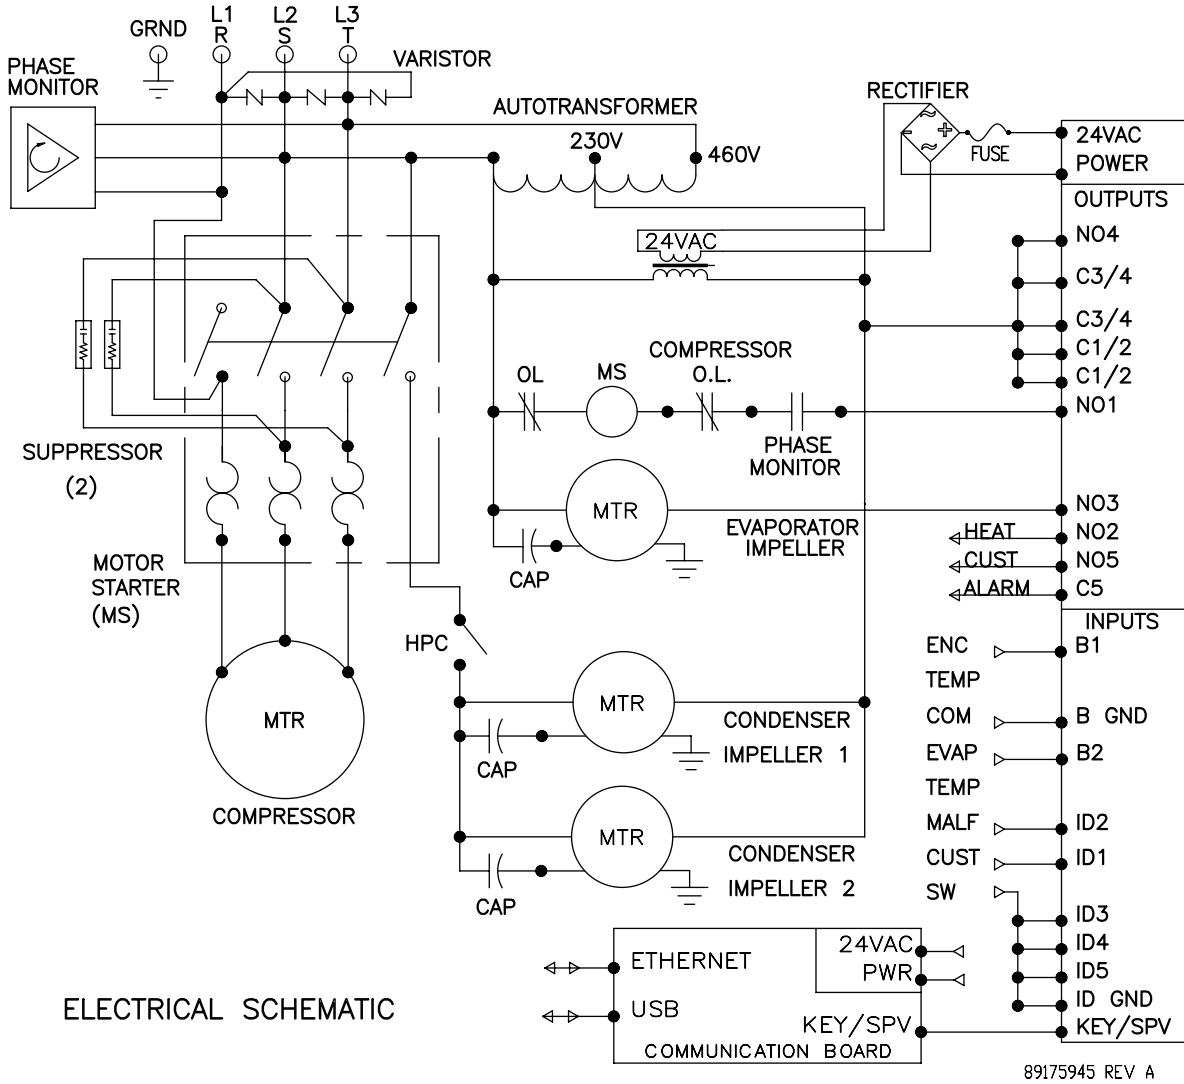 L1
R
L2
S
L3
T
GRND
VARISTOR
PHASE
MONITOR
AUTOTRANSFORMER
230V
460V
RECTIFIER
FUSE
24VAC
POWER
OUTPUTS
NO4
C3/4
C3/4
C1/2
C1/2
NO1
24VAC
COMPRESSOR
O.L.
OL
MS
PHASE
MONITOR
SUPPRESSOR
(2)
MTR
EVAPORATOR
IMPELLER
CAP
NO3
HEAT
NO2
CUST
NO5
ALARM
C5
MOTOR
STARTER
(MS)
INPUTS
HPC
ENC
TEMP
B1
COM
B GND
EVAP
TEMP
B2
MALF
ID2
CUST
SW
ID1
ID3
ID4
ID5
ID GND
KEY/SPV
MTR
COMPRESSOR
MTR
CONDENSER
IMPELLER 1
CAP
MTR
CONDENSER
IMPELLER 2
CAP
ETHERNET
USB
24VAC
PWR
KEY/SPV
COMMUNICATION BOARD
ELECTRICAL SCHEMATIC
89175945 REV A